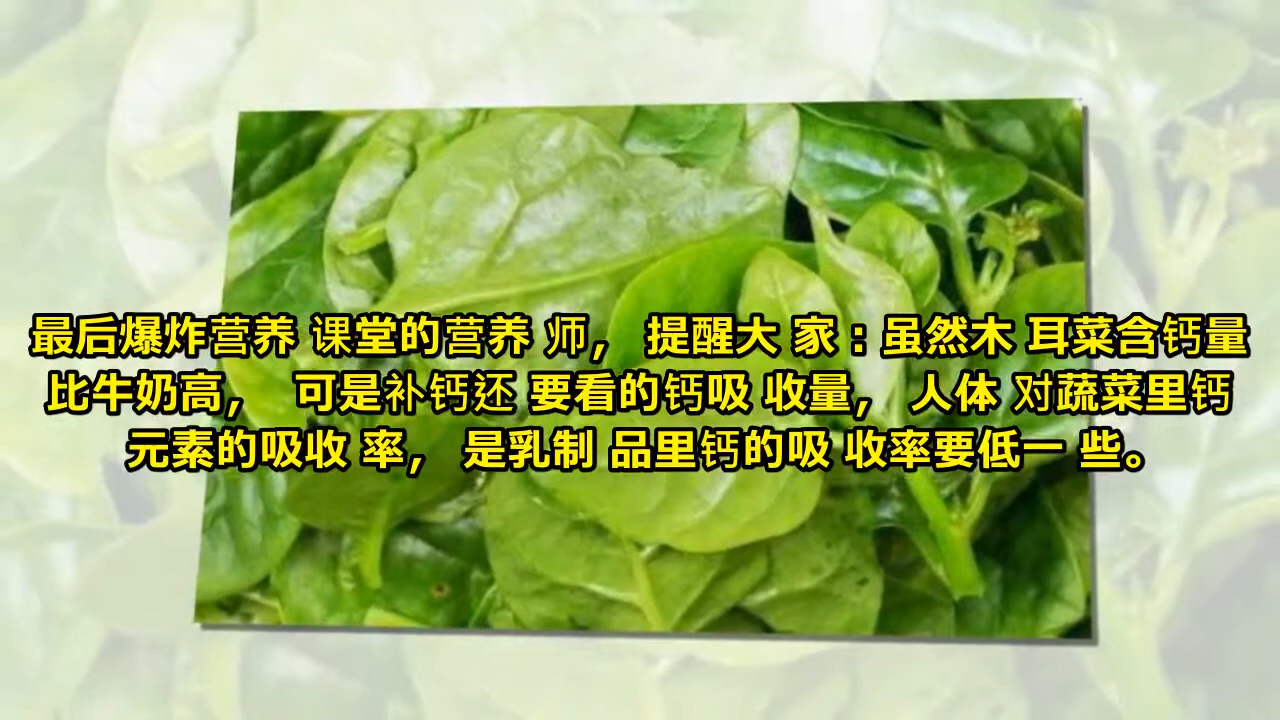 最后爆炸营养 课堂的营养 师， 提醒大 家：虽然木 耳菜含钙量
比牛奶高， 可是补钙还 要看的钙吸 收量， 人体 对蔬菜里钙
元素的吸收 率， 是乳制 品里钙的吸 收率要低一 些。